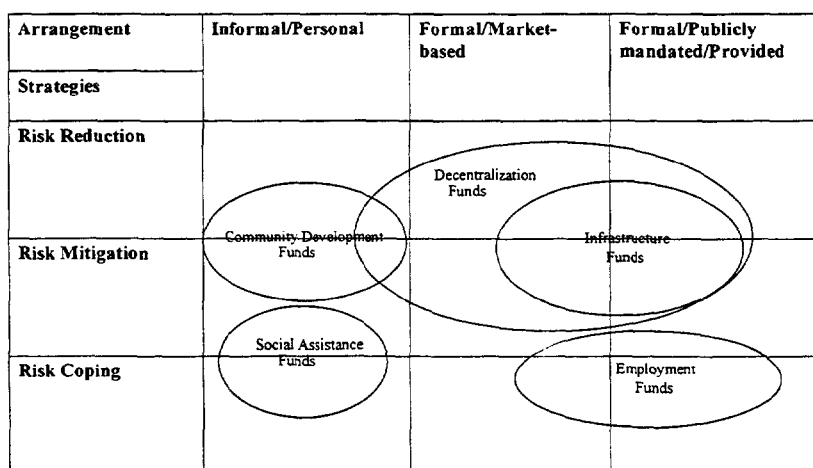 Arrangement
Informal/Personal
Formal/Market-
based
Formal/Publicly
mandated/Provided
Strategies
Risk Reduction
Decentralization
Funds
Community Development
Funds
Infrastructure
Funds
Risk Mitigation
Social Assistance
Funds
Risk Coping
Employment
Funds